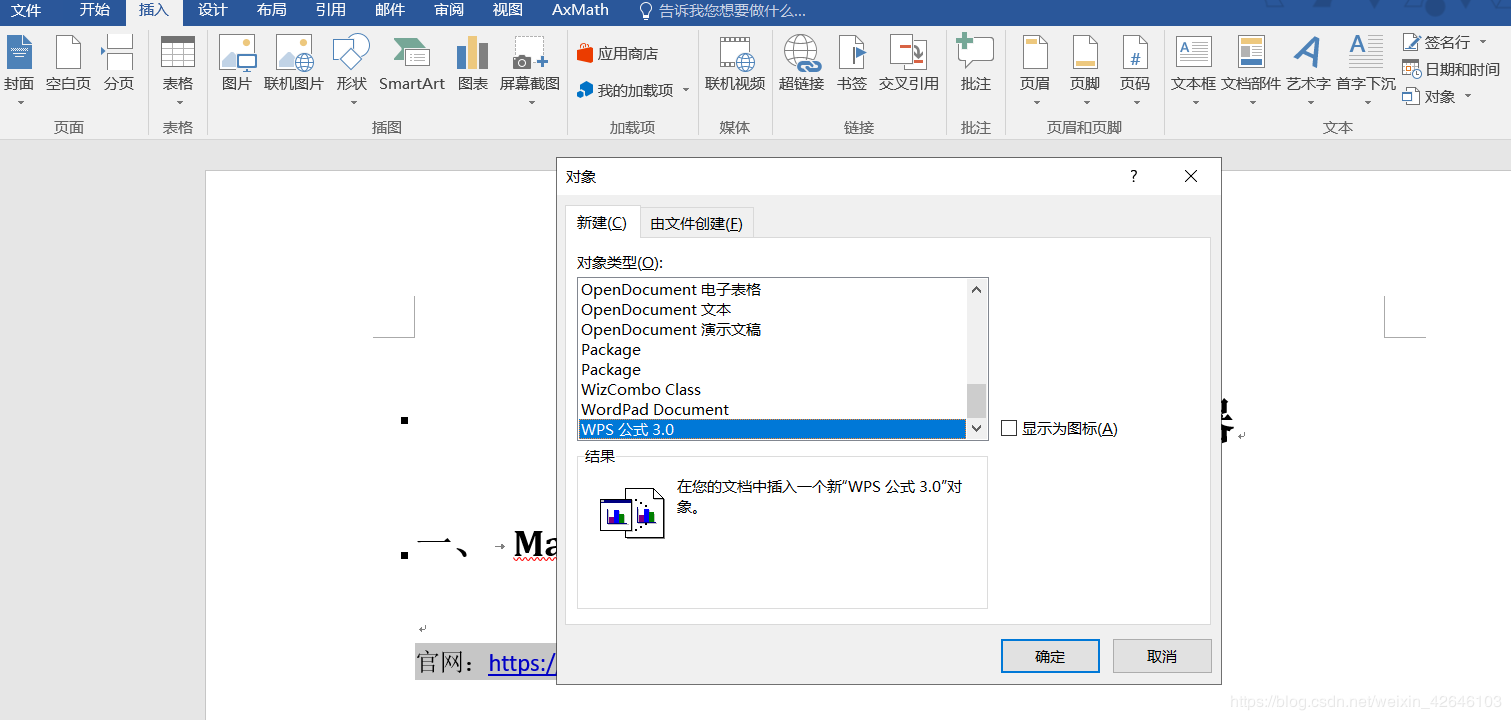 文件 开始 插入 设计 布局 引用 邮件 审阅 视图 AxMath 告诉我您想要做什么...
封面 空白页 分页 表格 图片 联机图片 形状 SmartArt 图表 屏幕截图 应用商店 我的加载项 联机视频 超链接 书签 交叉引用 批注 页眉 页脚 页码 文本框 文档部件 艺术字 首字下沉 签名行 日期和时间 对象
页面 表格 插图 加载项 媒体 链接 批注 页眉和页脚 文本
对象
新建(C) 由文件创建(F)
对象类型(O):
OpenDocument 电子表格
OpenDocument 文本
OpenDocument 演示文稿
Package
Package
WizCombo Class
WordPad Document
WPS 公式 3.0
显示为图标(A)
结果
在您的文档中插入一个新“WPS 公式 3.0”对
象。
一、 Ma
官网：https:/
确定 取消
https://blog.csdn.net/weixin_42646103